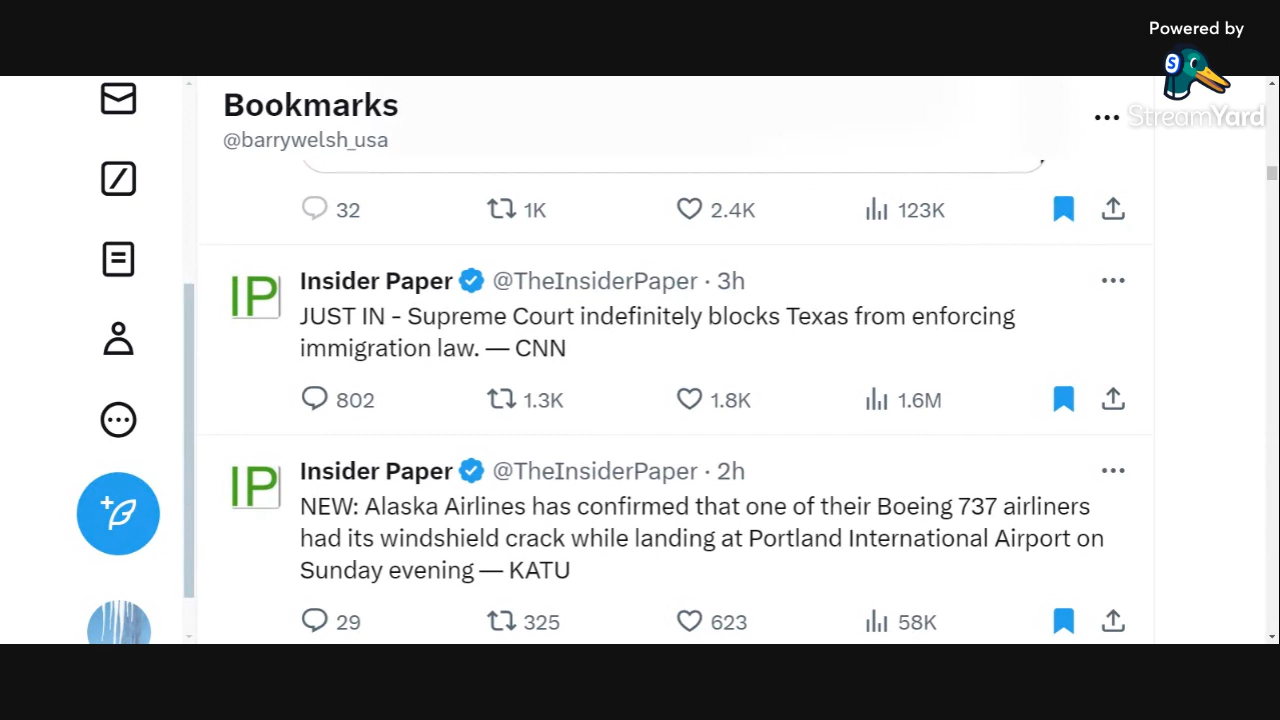 Powered by
S
StreamYard
Bookmarks
@barrywelsh_usa
32 1K 2.4K 123K
IP
Insider Paper @TheInsiderPaper · 3h
JUST IN - Supreme Court indefinitely blocks Texas from enforcing
immigration law. — CNN
802 1.3K 1.8K 1.6M
IP
Insider Paper @TheInsiderPaper · 2h
NEW: Alaska Airlines has confirmed that one of their Boeing 737 airliners
had its windshield crack while landing at Portland International Airport on
Sunday evening — KATU
29 325 623 58K